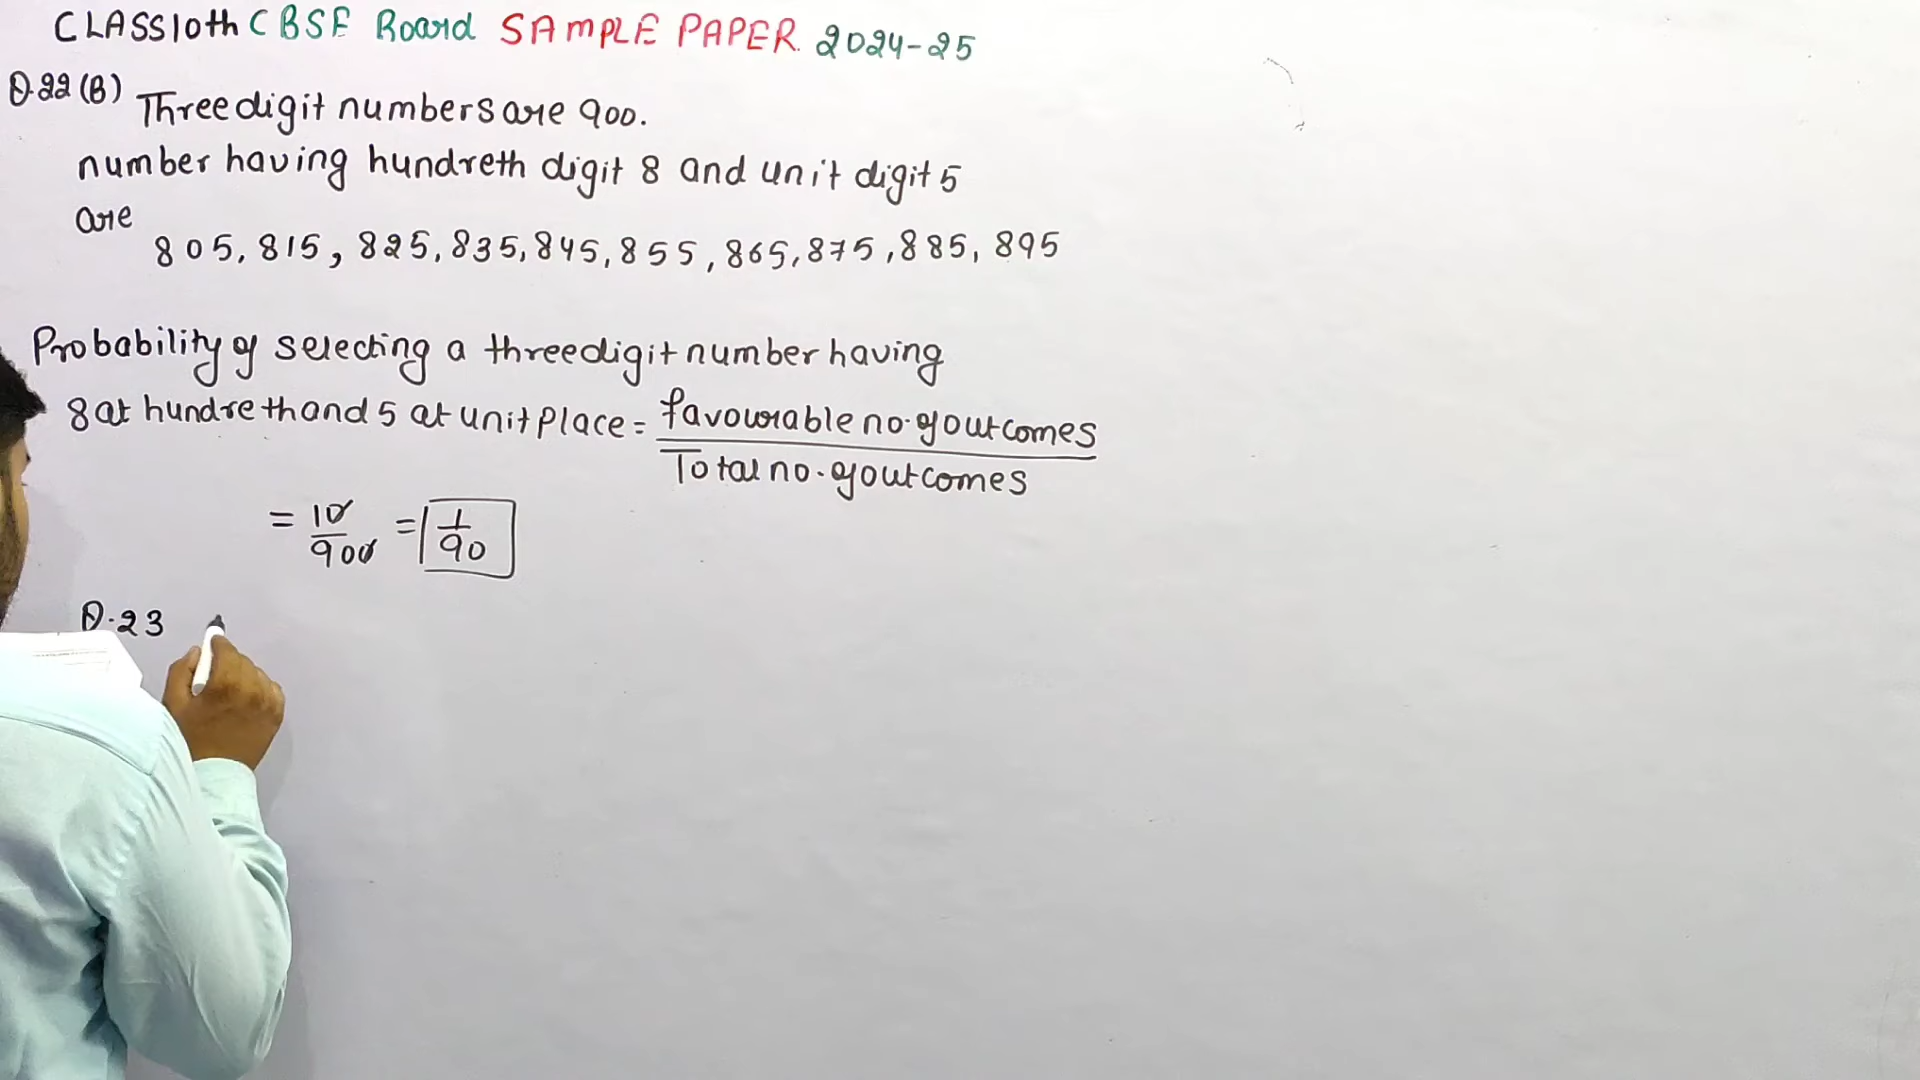 CLASS 10th CBSE Board SAMPLE PAPER 2024-25
Q.22 (B) Three digit numbers are 900.
number having hundreth digit 8 and unit digit 5
are
805, 815, 825, 835, 845, 855, 865, 875, 885, 895
Probability of selecting a three digit number having
8 at hundreth and 5 at unit Place = favourable no. of outcomes
Total no. of outcomes
= 10/900 = 1/90
Q.23